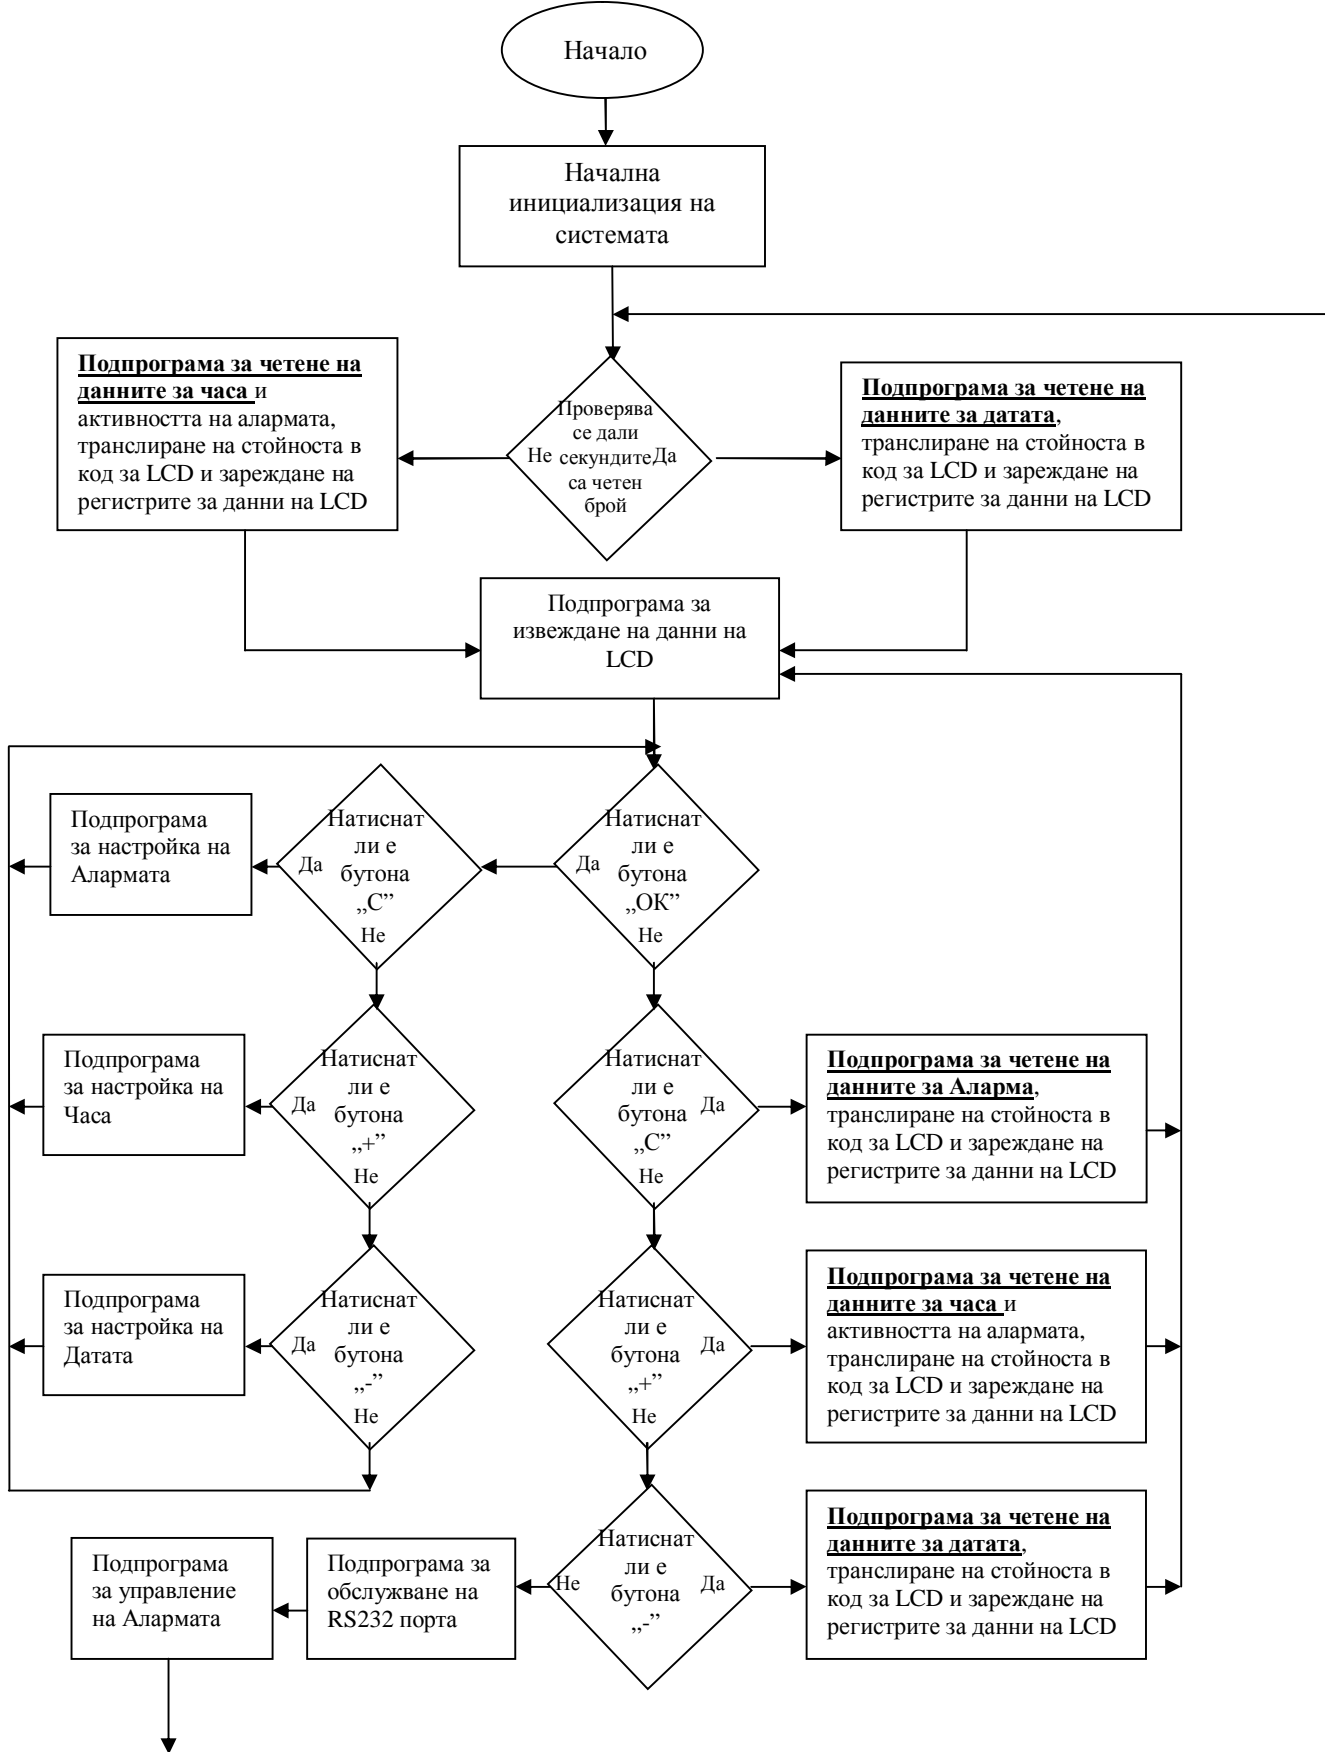 Начало
Начална
инициализация на
системата
Подпрограма за четене на
данните за часа и
активността на алармата,
транслиране на стойноста в
код за LCD и зареждане на
регистрите за данни на LCD
Проверява
се дали
Не секундите Да
са четен
брой
Подпрограма за четене на
данните за датата,
транслиране на стойноста в
код за LCD и зареждане на
регистрите за данни на LCD
Подпрограма за
извеждане на данни на
LCD
Подпрограма
за настройка на
Алармата
Натиснат
ли е
Да бутона
„C”
Не
Натиснат
ли е
Да бутона
„ОК”
Не
Подпрограма
за настройка на
Часа
Натиснат
ли е
Да бутона
„+”
Не
Натиснат
ли е
бутона Да
„C”
Не
Подпрограма за четене на
данните за Аларма,
транслиране на стойноста в
код за LCD и зареждане на
регистрите за данни на LCD
Подпрограма
за настройка на
Датата
Натиснат
ли е
Да бутона
„-”
Не
Натиснат
ли е
бутона Да
„+”
Не
Подпрограма за четене на
данните за часа и
активността на алармата,
транслиране на стойноста в
код за LCD и зареждане на
регистрите за данни на LCD
Подпрограма
за управление
на Алармата
Подпрограма за
обслужване на
RS232 порта
Натиснат
ли е
Не бутона Да
„-”
Подпрограма за четене на
данните за датата,
транслиране на стойноста в
код за LCD и зареждане на
регистрите за данни на LCD